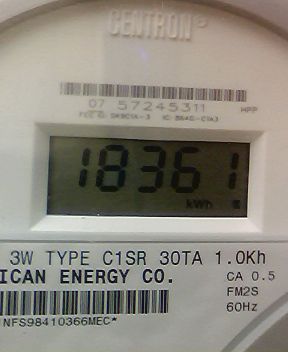 CENTRON®
07 57245311 HPP
18361
kWh
3W TYPE C1SR 30TA 1.0Kh
ICAN ENERGY CO. CA 0.5
FM2S
60Hz
*NFS98410366MEC*